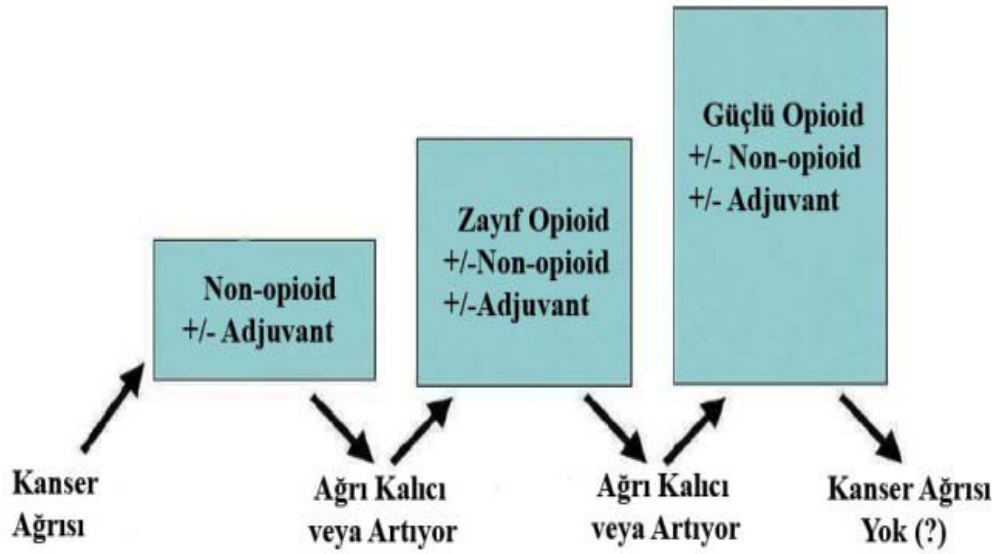 Non-opioid
+/- Adjuvant
Zayıf Opioid
+/-Non-opioid
+/-Adjuvant
Güçlü Opioid
+/- Non-opioid
+/- Adjuvant
Kanser
Ağrısı
Ağrı Kalıcı
veya Artıyor
Ağrı Kalıcı
veya Artıyor
Kanser Ağrısı
Yok (?)